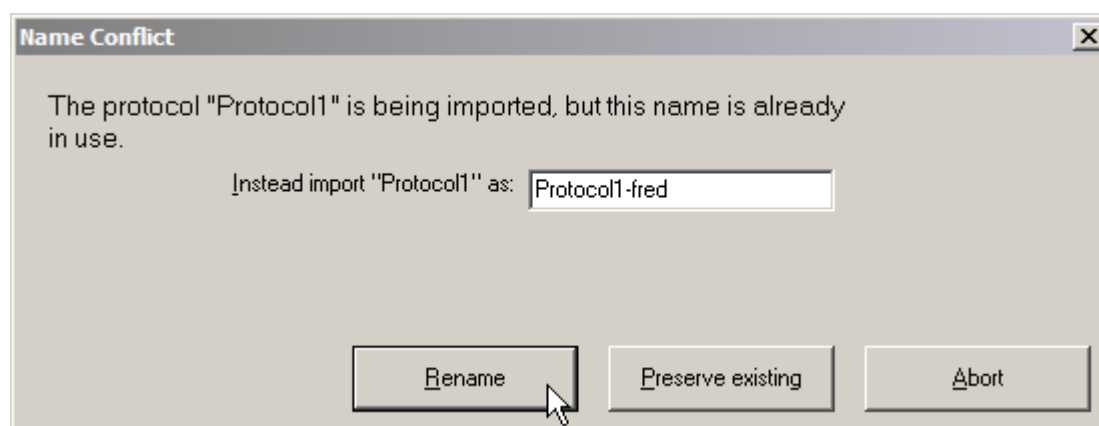 Name Conflict
The protocol "Protocol1" is being imported, but this name is already
in use.
Instead import "Protocol1" as: Protocol1-fred
Rename Preserve existing Abort